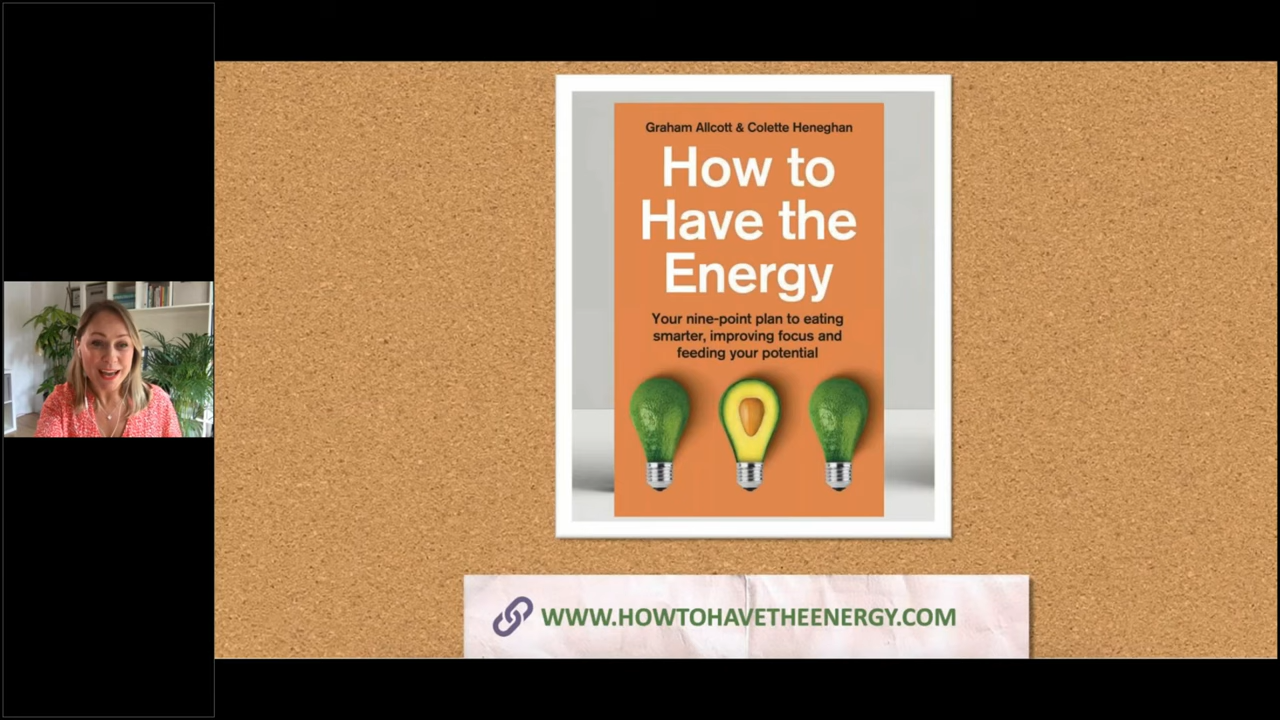 Graham Allcott & Colette Heneghan
How to
Have the
Energy
Your nine-point plan to eating
smarter, improving focus and
feeding your potential
WWW.HOWTOHAVETHEENERGY.COM